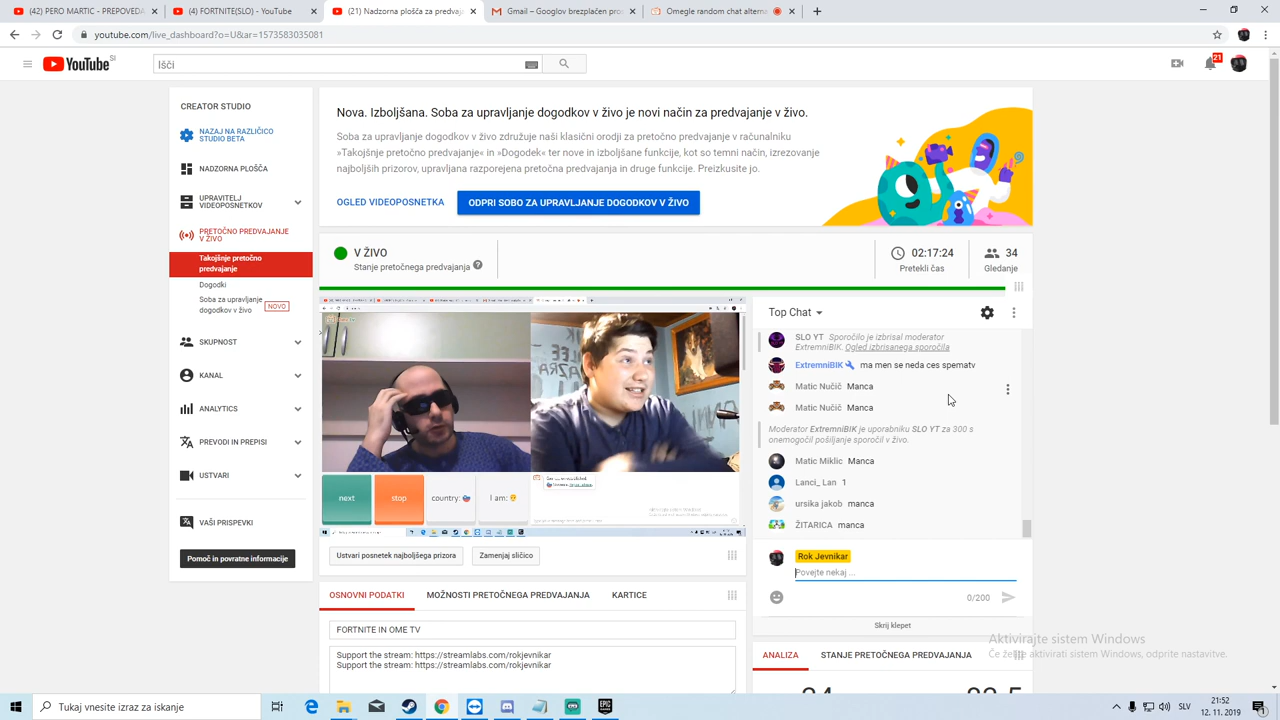 (42) PERO MARTIC - PREPOVEDA
(5) FORTNITE(SLO) - YouTube
(21) Nadzorna plošča za predvaja
Gmail – Googlov brezplačen pro
Omegle random chat alterna
youtube.com/live_dashboard?o=U&ar=1573583035081
YouTube SI
Išči
21
CREATOR STUDIO
NAZAJ NA RAZLIČICO
STUDIO BETA
NADZORNA PLOŠČA
UPRAVITELJ
VIDEOPOSNETKOV
PRETOČNO PREDVAJANJE
V ŽIVO
Takojšnje pretočno
predvajanje
Dogodki
Soba za upravljanje
dogodkov v živo
NOVO
SKUPNOST
KANAL
ANALYTICS
PREVODI IN PREPISI
USTVARI
VAŠI PRISPEVKI
Pomoč in povratne informacije
Nova. Izboljšana. Soba za upravljanje dogodkov v živo je novi način za predvajanje v živo.
Soba za upravljanje dogodkov v živo združuje naši klasični orodji za pretočno predvajanje v računalniku
»Takojšnje pretočno predvajanje« in »Dogodek« ter nove in izboljšane funkcije, kot so temni način, izrezovanje
najboljših prizorov, upravljana razporejena pretočna predvajanja in druge funkcije. Preizkusite jo.
OGLED VIDEOPOSNETKA
ODPRI SOBO ZA UPRAVLJANJE DOGODKOV V ŽIVO
V ŽIVO
Stanje pretočnega predvajanja
02:17:24
Pretekli čas
34
Gledanje
next
stop
country:
I am:
Ustvari posnetek najboljšega prizora
Zamenjaj sličico
OSNOVNI PODATKI
MOŽNOSTI PRETOČNEGA PREDVAJANJA
KARTICE
FORTNITE IN OME TV
Support the stream: https://streamlabs.com/rokjevnikar
Support the stream: https://streamlabs.com/rokjevnikar
Top Chat
SLO YT Sporočilo je izbrisal moderator
ExtremniBIK. Ogled izbrisanega sporočila
ExtremniBIK ma men se neda ces spematv
Matic Nučič Manca
Matic Nučič Manca
Moderator ExtremniBIK je uporabniku SLO YT za 300 s
onemogočil pošiljanje sporočil v živo.
Matic Miklic Manca
Lanci_ Lan 1
ursika jakob manca
ŽITARICA manca
Rok Jevnikar
Povejte nekaj ...
0/200
Skrij klepet
ANALIZA
STANJE PRETOČNEGA PREDVAJANJA
Aktivirajte sistem Windows
Če želite aktivirati sistem Windows, odprite nastavitve.
Tukaj vnesite izraz za iskanje
EPIC
SLV
21:52
12. 11. 2019